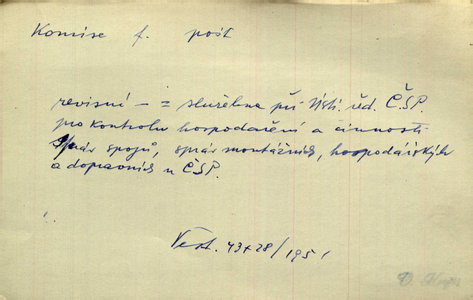 Komise f. pošt
revisní — = služebna při Ústř. řed. ČSP.
pro kontrolu hospodaření a činnosti
správ spojů, správ montážních, hospodářských
a dopravních u ČSP.
Věst. 43+28/1951